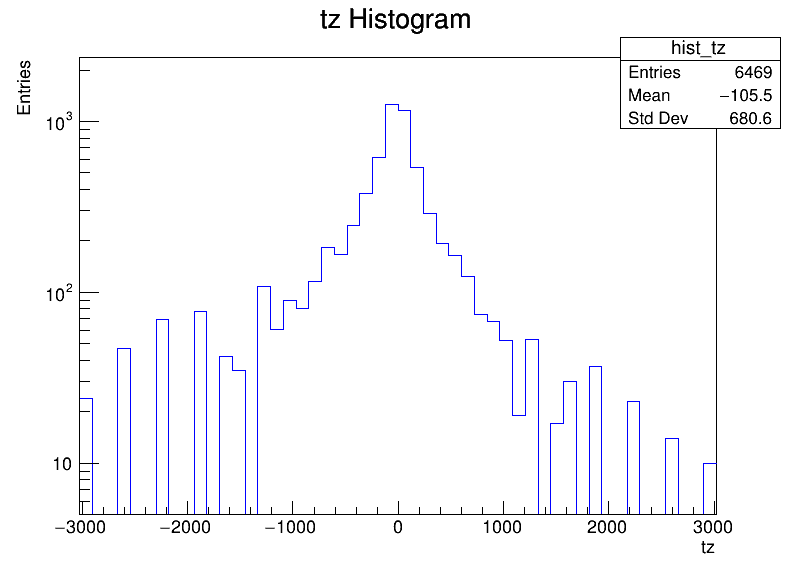 tz Histogram
hist_tz
Entries 6469
Mean −105.5
Std Dev 680.6
Entries
10³
10²
10
−3000 −2000 −1000 0 1000 2000 3000
tz